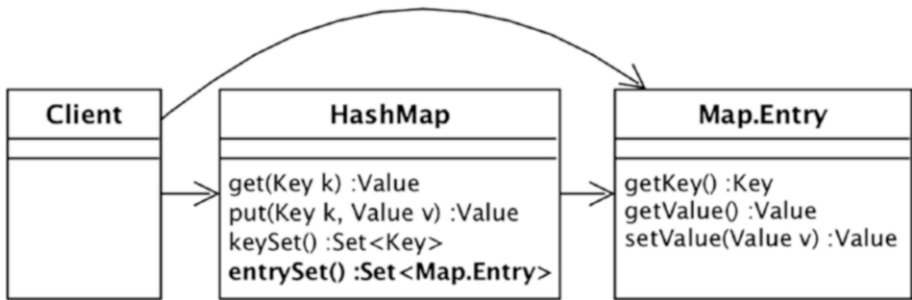 Client
HashMap
get(Key k) :Value
put(Key k, Value v) :Value
keySet() :Set<Key>
entrySet() :Set<Map.Entry>
Map.Entry
getKey() :Key
getValue() :Value
setValue(Value v) :Value